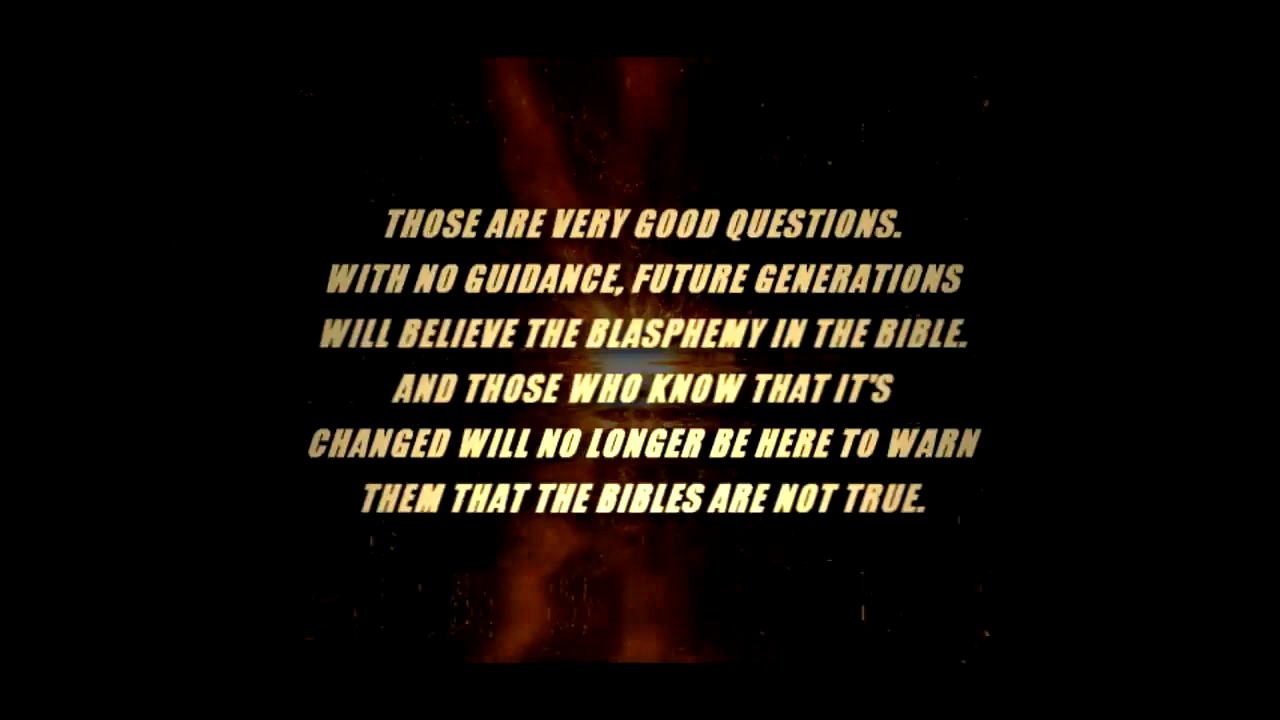 THOSE ARE VERY GOOD QUESTIONS.
WITH NO GUIDANCE, FUTURE GENERATIONS
WILL BELIEVE THE BLASPHEMY IN THE BIBLE.
AND THOSE WHO KNOW THAT IT'S
CHANGED WILL NO LONGER BE HERE TO WARN
THEM THAT THE BIBLES ARE NOT TRUE.